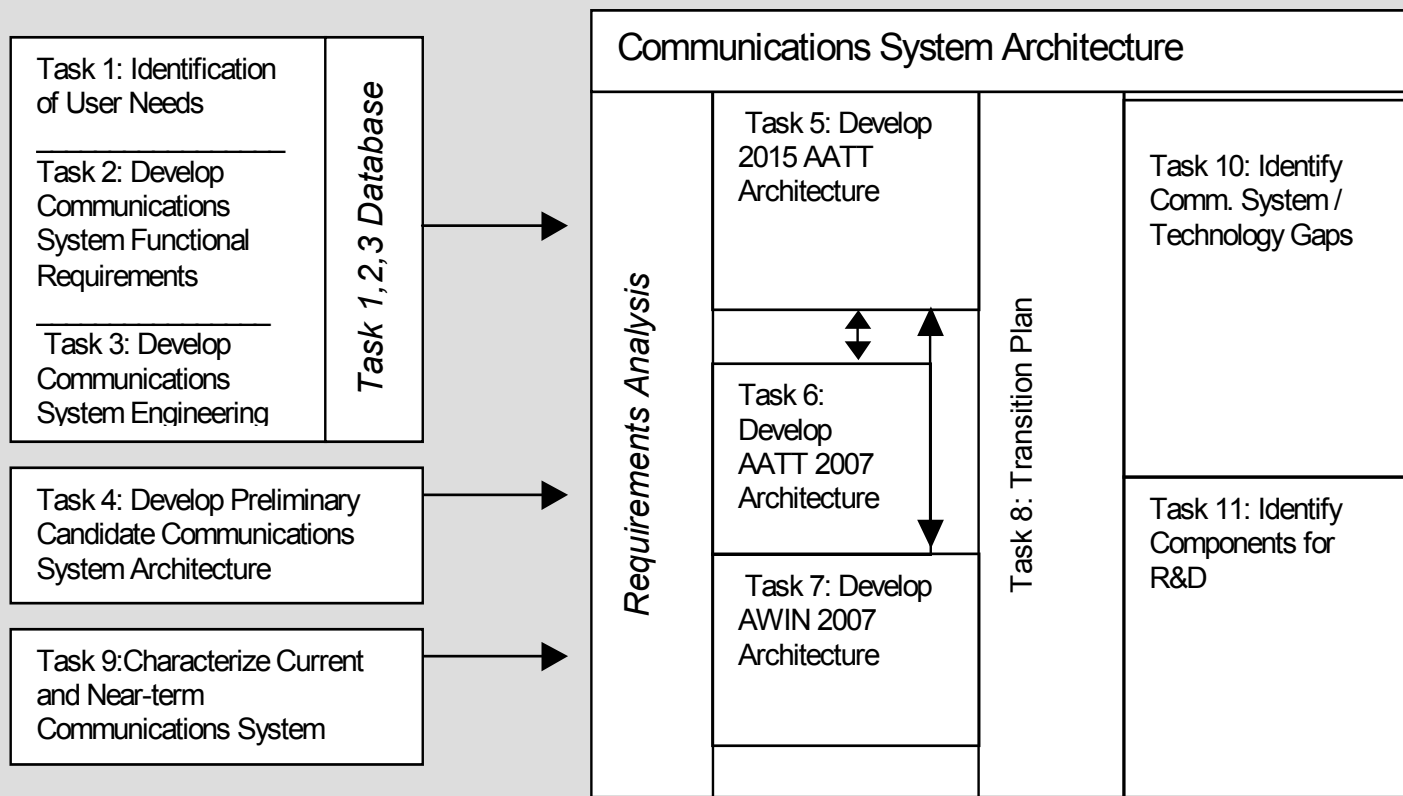 Task 1: Identification
of User Needs
Task 2: Develop
Communications
System Functional
Requirements
Task 3: Develop
Communications
System Engineering
Task 1,2,3 Database
Task 4: Develop Preliminary
Candidate Communications
System Architecture
Task 9:Characterize Current
and Near-term
Communications System
Communications System Architecture
Requirements Analysis
Task 5: Develop
2015 AATT
Architecture
Task 6:
Develop
AATT 2007
Architecture
Task 7: Develop
AWIN 2007
Architecture
Task 8: Transition Plan
Task 10: Identify
Comm. System /
Technology Gaps
Task 11: Identify
Components for
R&D